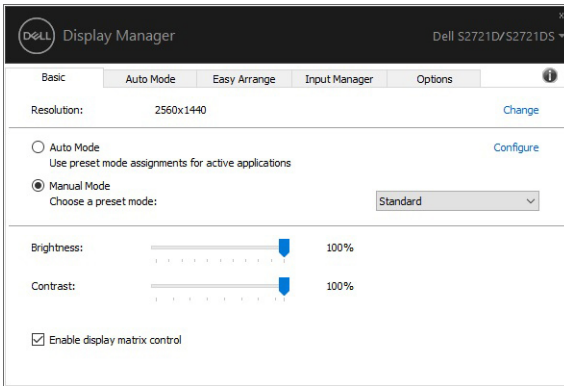 DELL Display Manager
Dell S2721D/S2721DS
Basic Auto Mode Easy Arrange Input Manager Options
Resolution: 2560x1440 Change
Auto Mode Configure
Use preset mode assignments for active applications
Manual Mode
Choose a preset mode: Standard
Brightness: 100%
Contrast: 100%
Enable display matrix control